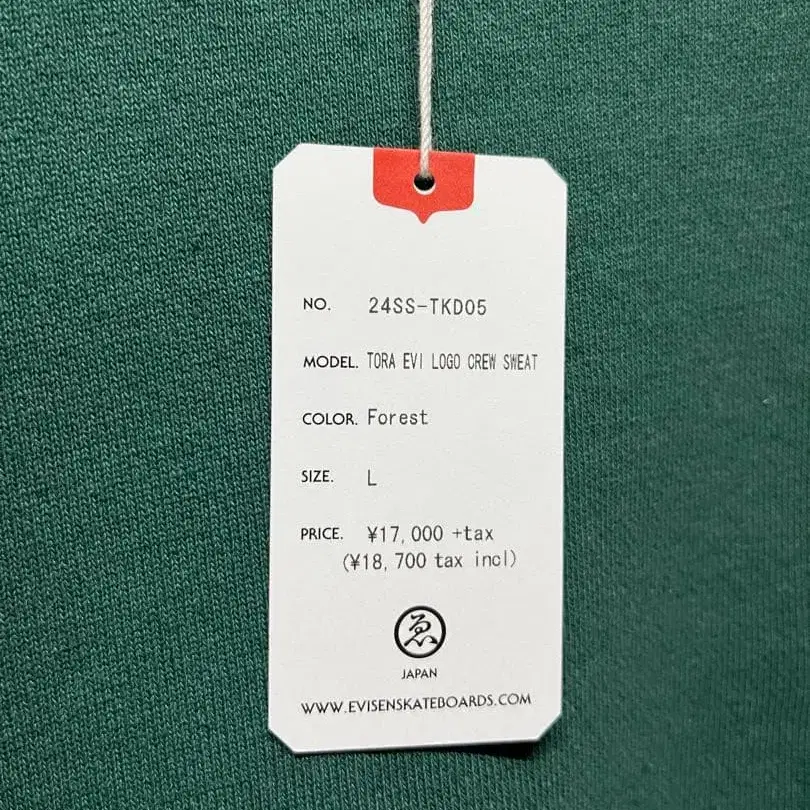 NO. 24SS-TKD05
MODEL. TORA EVI LOGO CREW SWEAT
COLOR. Forest
SIZE. L
PRICE. ¥17,000 +tax
(¥18,700 tax incl)
ゑ
JAPAN
WWW.EVISENSKATEBOARDS.COM